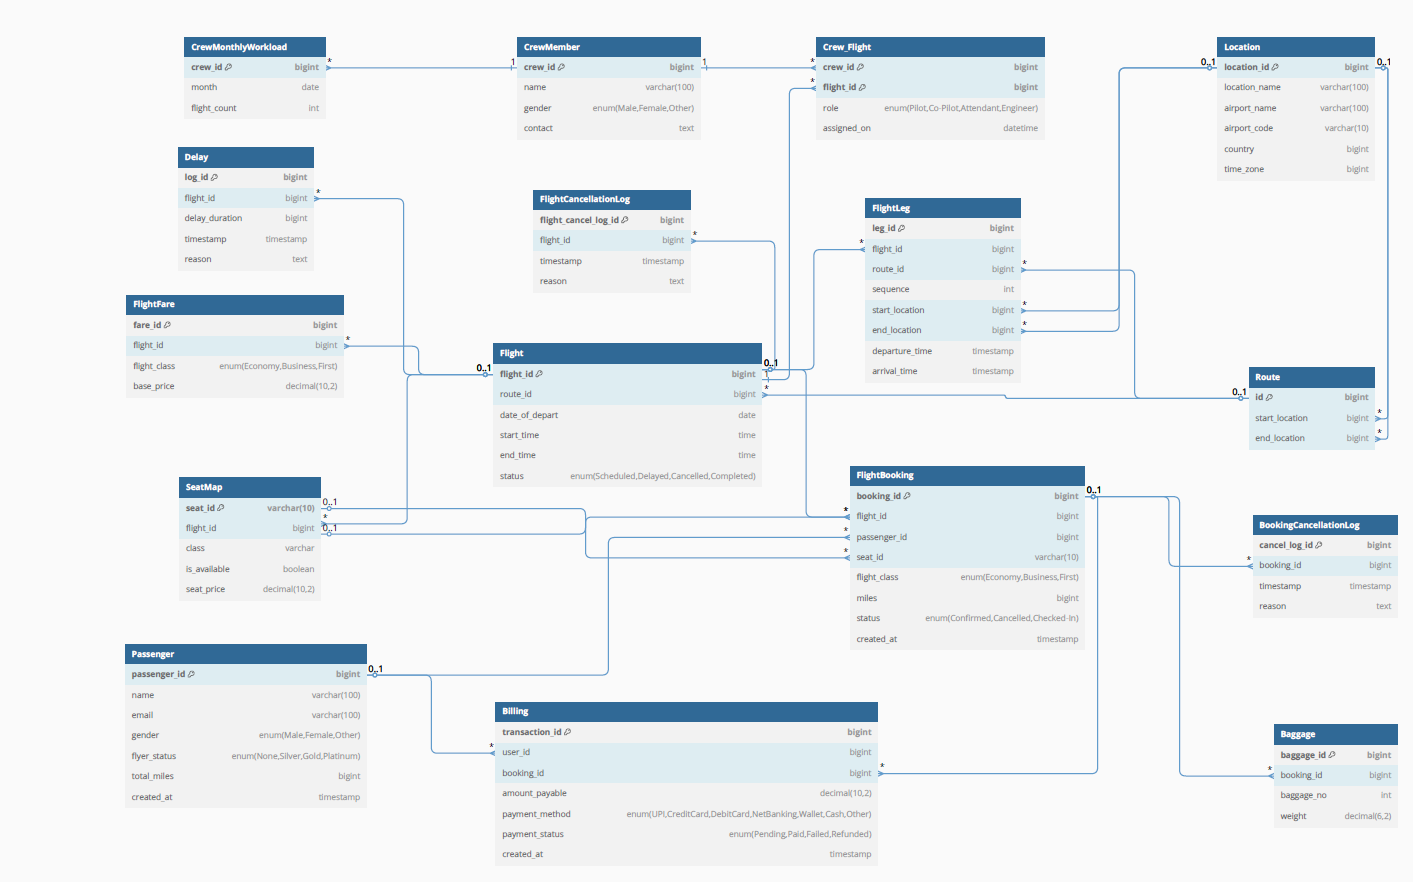 CrewMonthlyWorkload
crew_id bigint
month date
flight_count int
*
1
CrewMember
crew_id bigint
name varchar(100)
gender enum(Male,Female,Other)
contact text
1
*
*
Crew_Flight
crew_id bigint
flight_id bigint
role enum(Pilot,Co-Pilot,Attendant,Engineer)
assigned_on datetime
0..1
Location
location_id bigint
location_name varchar(100)
airport_name varchar(100)
airport_code varchar(10)
country bigint
time_zone bigint
0..1
Delay
log_id bigint
flight_id bigint
delay_duration bigint
timestamp timestamp
reason text
*
FlightCancellationLog
flight_cancel_log_id bigint
flight_id bigint
timestamp timestamp
reason text
*
*
FlightLeg
leg_id bigint
flight_id bigint
route_id bigint
sequence int
start_location bigint
end_location bigint
departure_time timestamp
arrival_time timestamp
*
*
*
FlightFare
fare_id bigint
flight_id bigint
flight_class enum(Economy,Business,First)
base_price decimal(10,2)
*
0..1
Flight
flight_id bigint
route_id bigint
date_of_depart date
start_time time
end_time time
status enum(Scheduled,Delayed,Cancelled,Completed)
0..1
1
*
0..1
Route
id bigint
start_location bigint
end_location bigint
*
*
SeatMap
seat_id varchar(10)
flight_id bigint
class varchar
is_available boolean
seat_price decimal(10,2)
0..1
*
0..1
*
*
*
FlightBooking
booking_id bigint
flight_id bigint
passenger_id bigint
seat_id varchar(10)
flight_class enum(Economy,Business,First)
miles bigint
status enum(Confirmed,Cancelled,Checked-In)
created_at timestamp
0..1
*
BookingCancellationLog
cancel_log_id bigint
booking_id bigint
timestamp timestamp
reason text
Passenger
passenger_id bigint
name varchar(100)
email varchar(100)
gender enum(Male,Female,Other)
flyer_status enum(None,Silver,Gold,Platinum)
total_miles bigint
created_at timestamp
0..1
*
Billing
transaction_id bigint
user_id bigint
booking_id bigint
amount_payable decimal(10,2)
payment_method enum(UPI,CreditCard,DebitCard,NetBanking,Wallet,Cash,Other)
payment_status enum(Pending,Paid,Failed,Refunded)
created_at timestamp
*
*
Baggage
baggage_id bigint
booking_id bigint
baggage_no int
weight decimal(6,2)